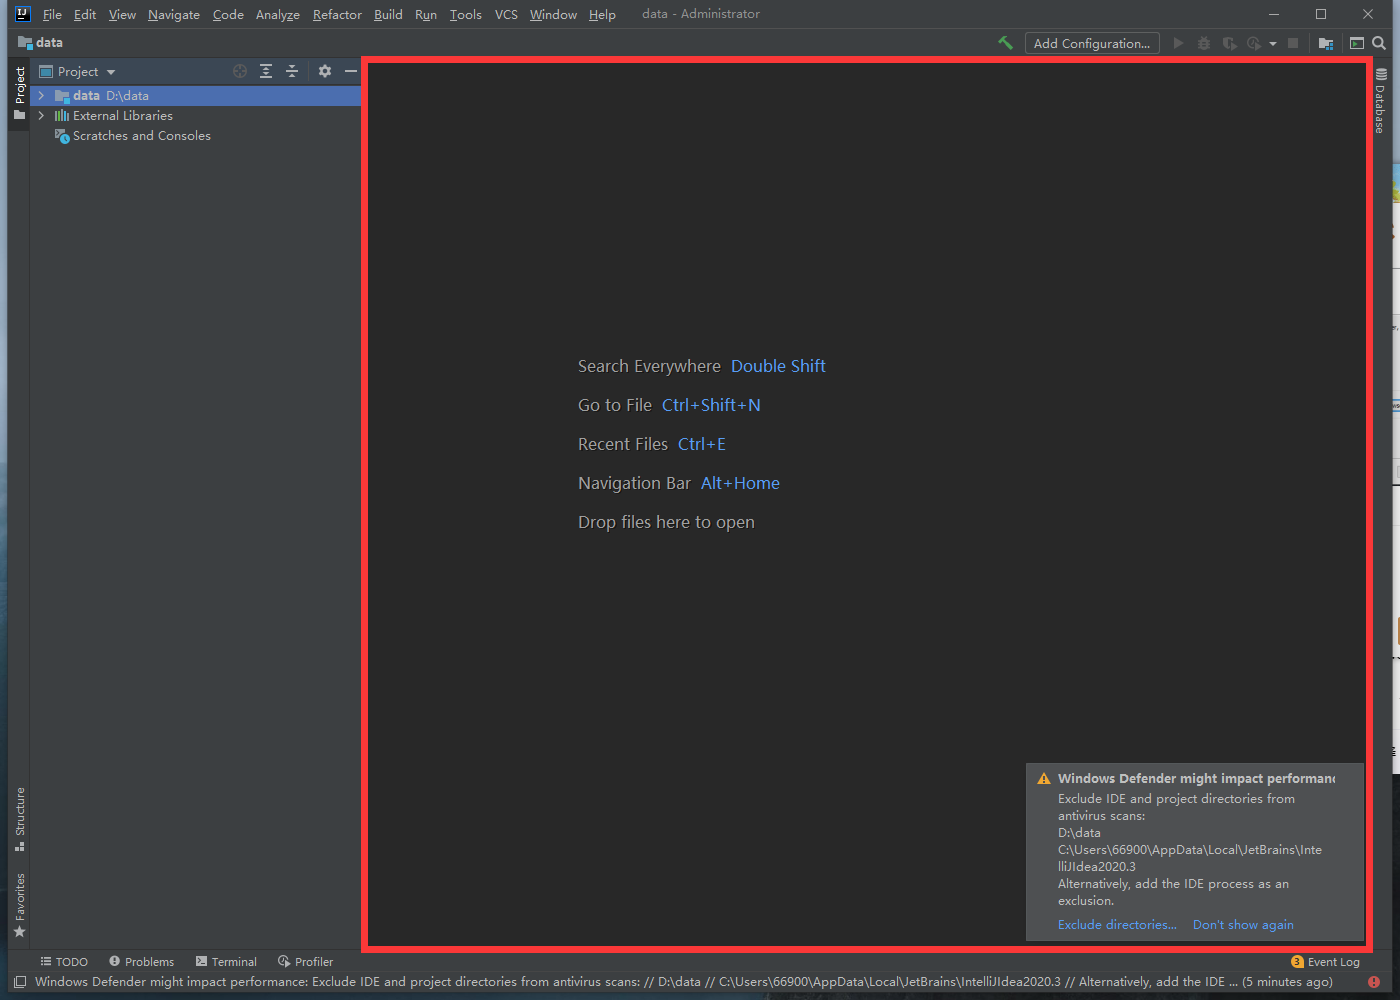 IJ File Edit View Navigate Code Analyze Refactor Build Run Tools VCS Window Help data - Administrator
data Add Configuration...
Project
Project
data D:\data
External Libraries
Scratches and Consoles
Database
Search Everywhere Double Shift
Go to File Ctrl+Shift+N
Recent Files Ctrl+E
Navigation Bar Alt+Home
Drop files here to open
Structure
Favorites
Windows Defender might impact performanc
Exclude IDE and project directories from
antivirus scans:
D:\data
C:\Users\66900\AppData\Local\JetBrains\Inte
lliJIdea2020.3
Alternatively, add the IDE process as an
exclusion.
Exclude directories... Don't show again
TODO Problems Terminal Profiler 3 Event Log
Windows Defender might impact performance: Exclude IDE and project directories from antivirus scans: // D:\data // C:\Users\66900\AppData\Local\JetBrains\IntelliJIdea2020.3 // Alternatively, add the IDE ... (5 minutes ago)